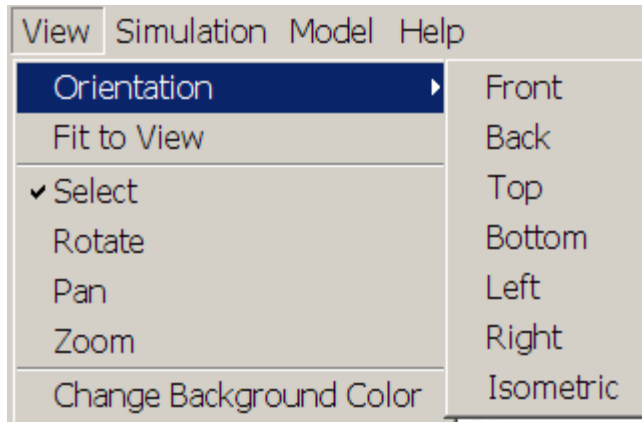 View Simulation Model Help
Orientation
Fit to View
Select
Rotate
Pan
Zoom
Change Background Color
Front
Back
Top
Bottom
Left
Right
Isometric